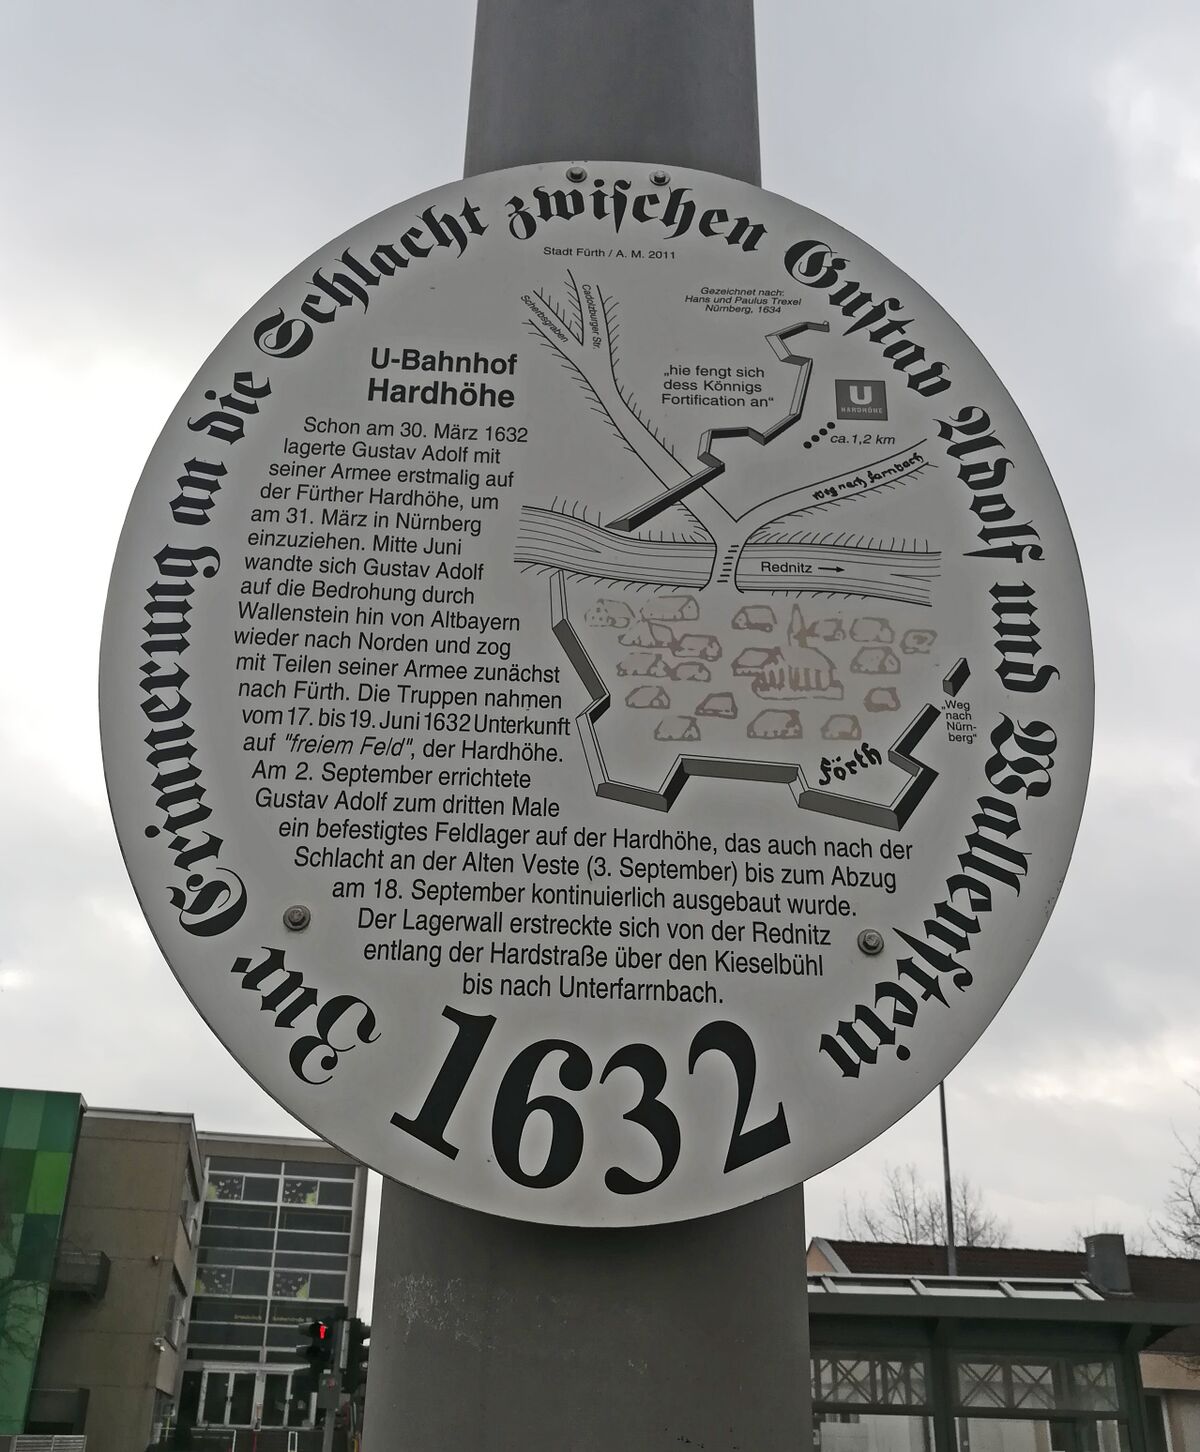 Zur Erinnerung an die Schlacht zwischen Gustav Adolf und Wallenstein
1632
Stadt Fürth / A. M. 2011
Gezeichnet nach:
Hans und Paulus Trexel
Nürnberg, 1634
Scherbsgraben
Cadolzburger Str.
„hie fengt sich
dess Könnigs
Fortification an"
U
HARDHÖHE
ca.1,2 km
Weg nach farnbach
Rednitz
„Weg
nach
Nürn-
berg"
förth
U-Bahnhof
Hardhöhe
Schon am 30. März 1632
lagerte Gustav Adolf mit
seiner Armee erstmalig auf
der Fürther Hardhöhe, um
am 31. März in Nürnberg
einzuziehen. Mitte Juni
wandte sich Gustav Adolf
auf die Bedrohung durch
Wallenstein hin von Altbayern
wieder nach Norden und zog
mit Teilen seiner Armee zunächst
nach Fürth. Die Truppen nahmen
vom 17. bis 19. Juni 1632 Unterkunft
auf "freiem Feld", der Hardhöhe.
Am 2. September errichtete
Gustav Adolf zum dritten Male
ein befestigtes Feldlager auf der Hardhöhe, das auch nach der
Schlacht an der Alten Veste (3. September) bis zum Abzug
am 18. September kontinuierlich ausgebaut wurde.
Der Lagerwall erstreckte sich von der Rednitz
entlang der Hardstraße über den Kieselbühl
bis nach Unterfarrnbach.